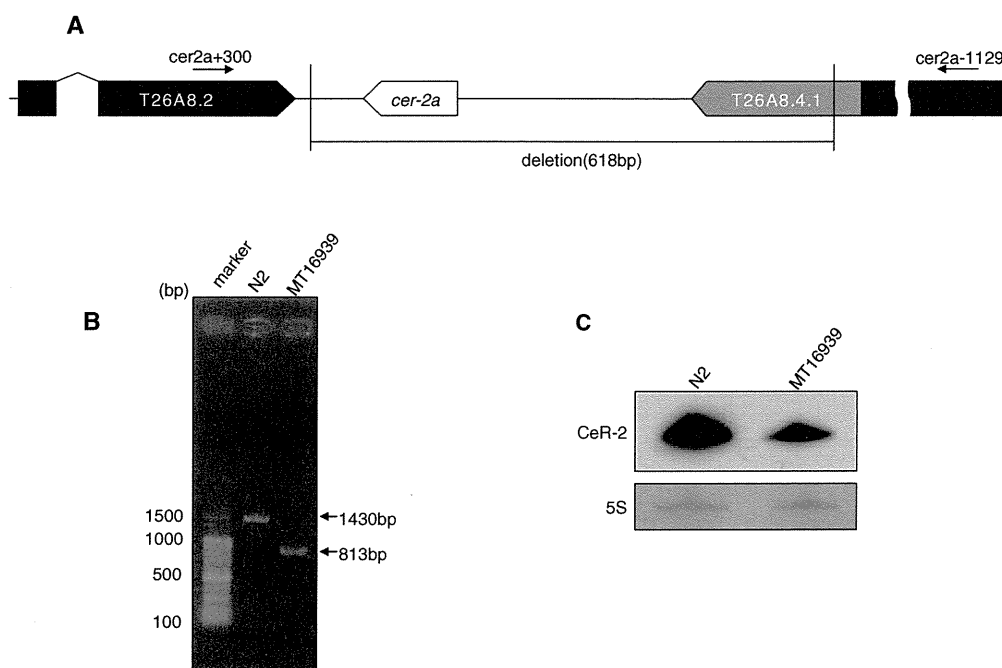 A
cer2a+300
cer2a-1129
T26A8.2
cer-2a
T26A8.4.1
deletion(618bp)
B
(bp)
marker
N2
MT16939
1500
1000
500
100
1430bp
813bp
C
N2
MT16939
CeR-2
5S